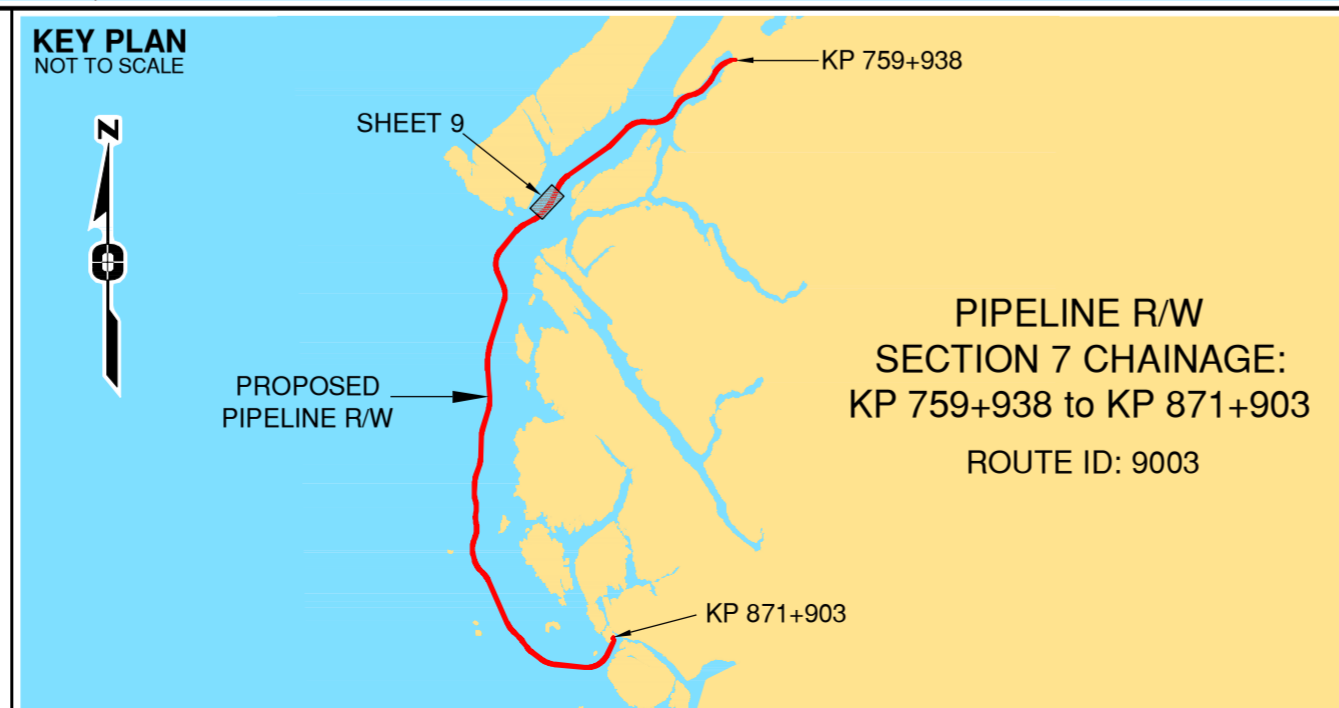 KEY PLAN
NOT TO SCALE
N
KP 759+938
SHEET 9
PIPELINE R/W
SECTION 7 CHAINAGE:
KP 759+938 to KP 871+903
ROUTE ID: 9003
PROPOSED
PIPELINE R/W
KP 871+903